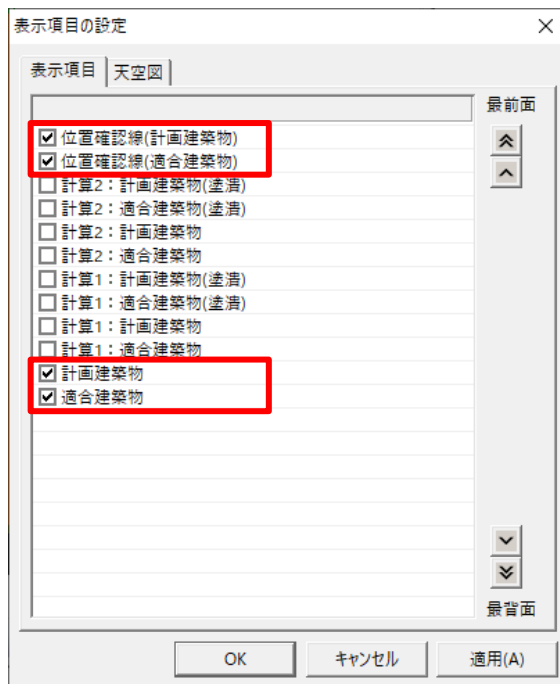 表示項目の設定
表示項目
天空図
最前面
位置確認線(計画建築物)
位置確認線(適合建築物)
計算2：計画建築物(塗潰)
計算2：適合建築物(塗潰)
計算2：計画建築物
計算2：適合建築物
計算1：計画建築物(塗潰)
計算1：適合建築物(塗潰)
計算1：計画建築物
計算1：適合建築物
計画建築物
適合建築物
最背面
OK
キャンセル
適用(A)